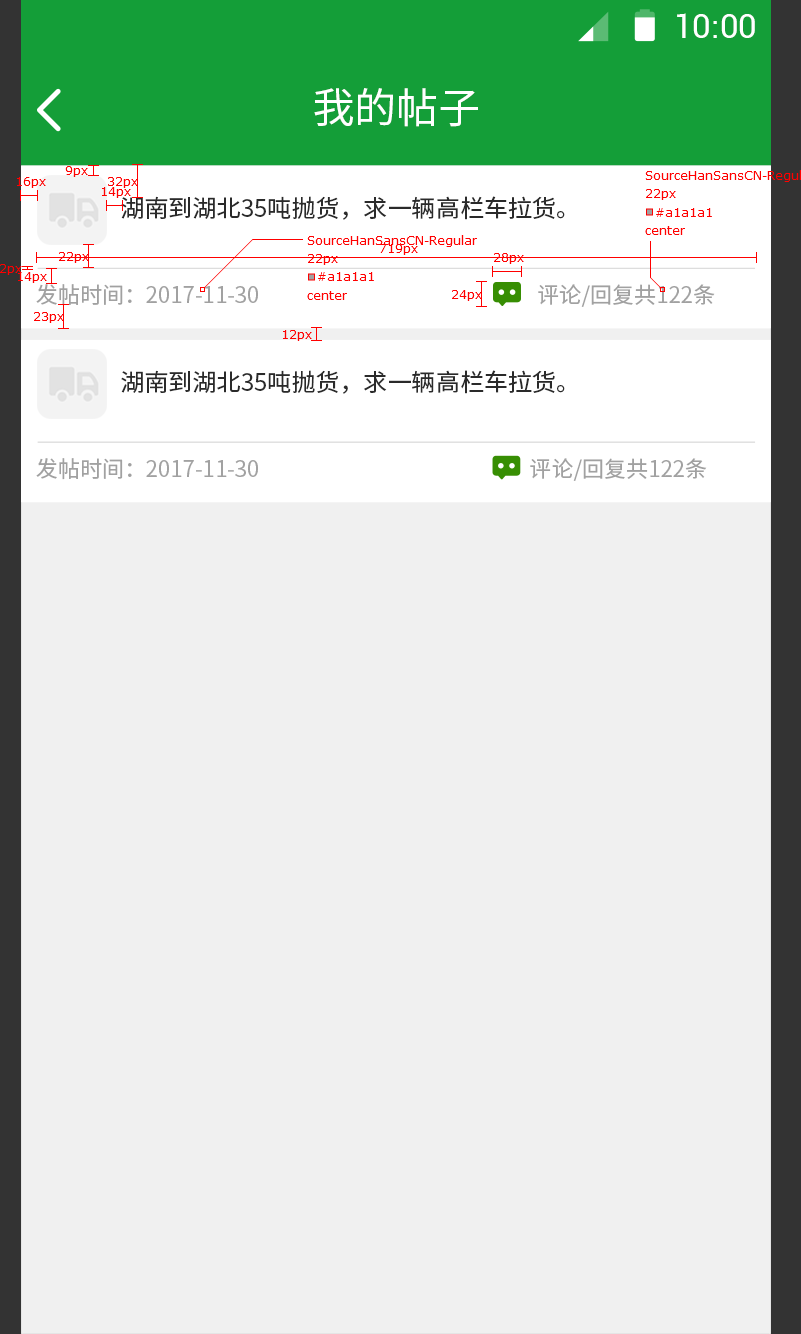 10:00
我的帖子
9px
32px
16px
14px
SourceHanSansCN-Regul
22px
#a1a1a1
center
湖南到湖北35吨抛货，求一辆高栏车拉货。
SourceHanSansCN-Regular
719px
22px
22px
28px
2px
14px
#a1a1a1
center
发帖时间：2017-11-30
24px
评论/回复共122条
23px
12px
湖南到湖北35吨抛货，求一辆高栏车拉货。
发帖时间：2017-11-30
评论/回复共122条